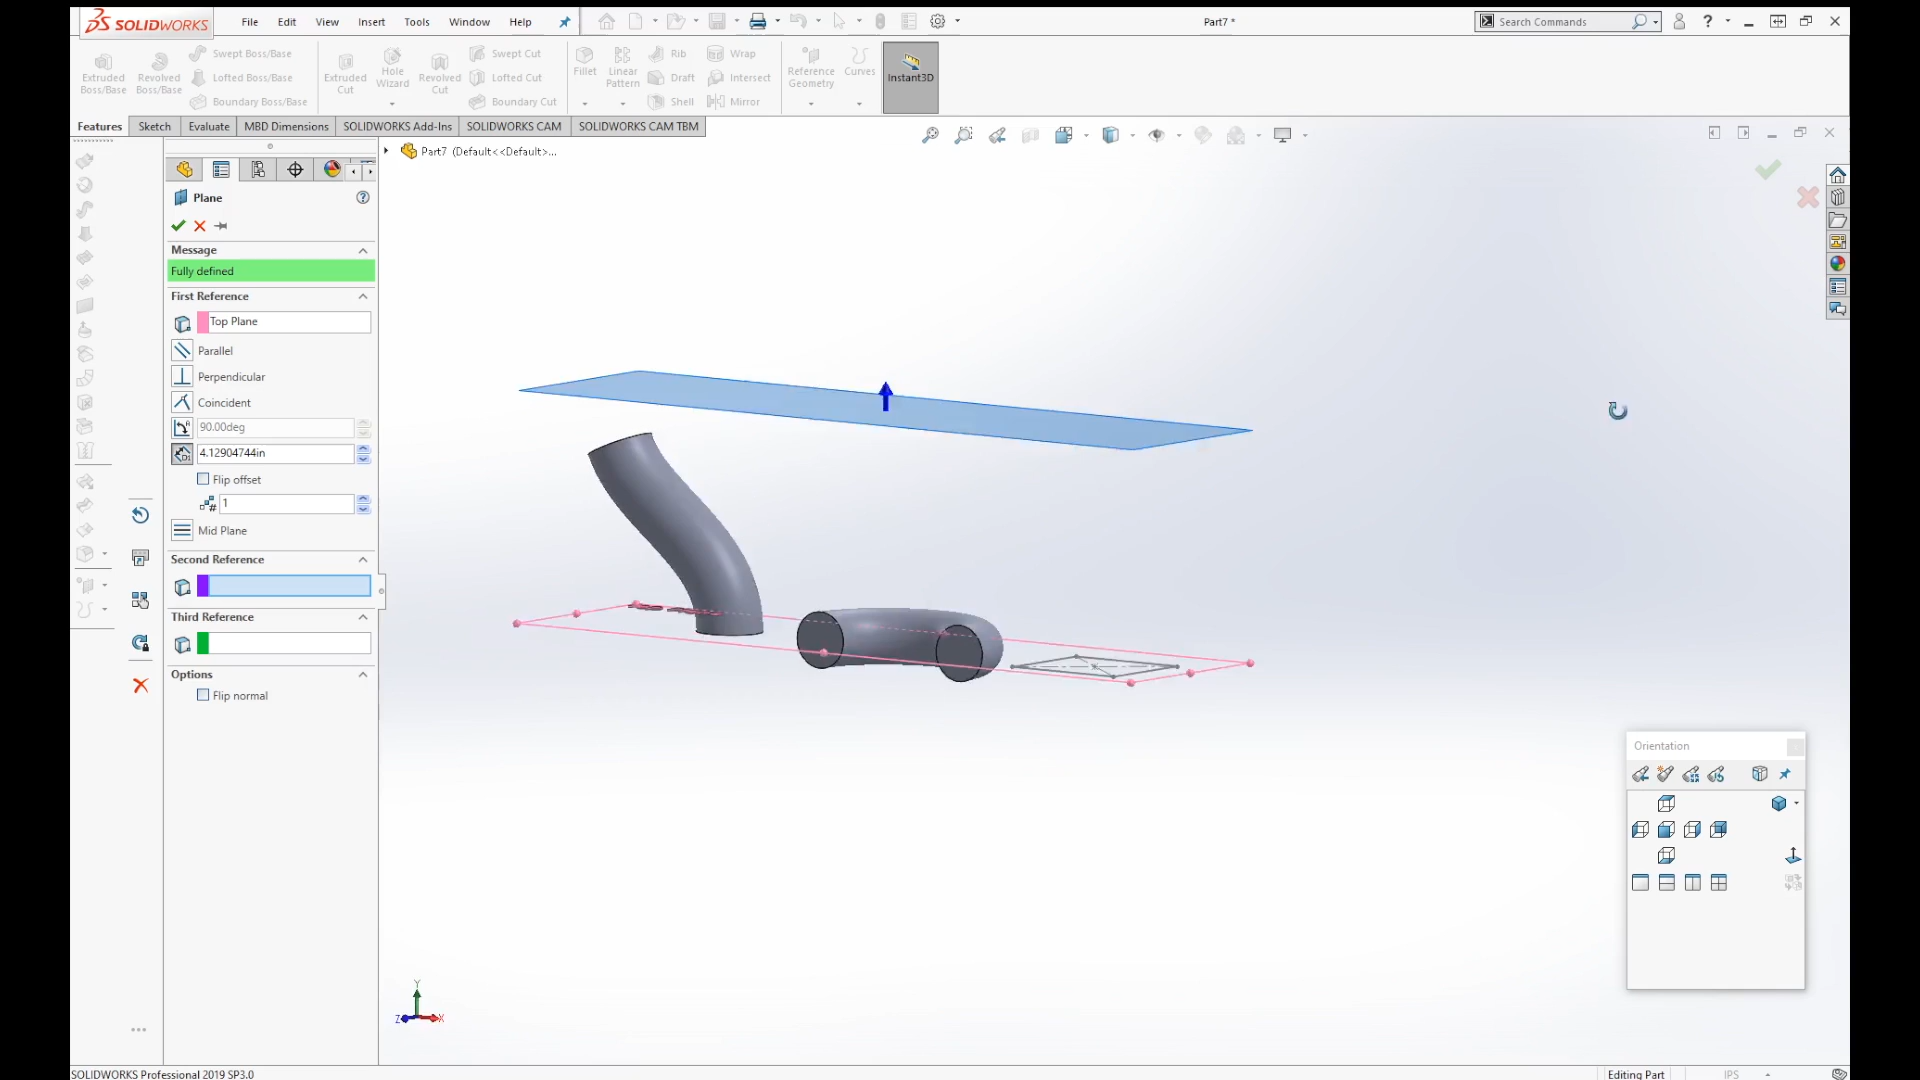 SOLIDWORKS File Edit View Insert Tools Window Help Part7 * Search Commands ?
Extruded Boss/Base
Revolved Boss/Base
Swept Boss/Base
Lofted Boss/Base
Boundary Boss/Base
Extruded Cut
Hole Wizard
Revolved Cut
Swept Cut
Lofted Cut
Boundary Cut
Fillet
Linear Pattern
Rib
Draft
Shell
Wrap
Intersect
Mirror
Reference Geometry
Curves
Instant3D
Features Sketch Evaluate MBD Dimensions SOLIDWORKS Add-Ins SOLIDWORKS CAM SOLIDWORKS CAM TBM
Part7 (Default<<Default>...
Plane
Message
Fully defined
First Reference
Top Plane
Parallel
Perpendicular
Coincident
90.00deg
4.12904744in
Flip offset
1
Mid Plane
Second Reference
Third Reference
Options
Flip normal
Orientation
Y
Z X
SOLIDWORKS Professional 2019 SP3.0 Editing Part IPS